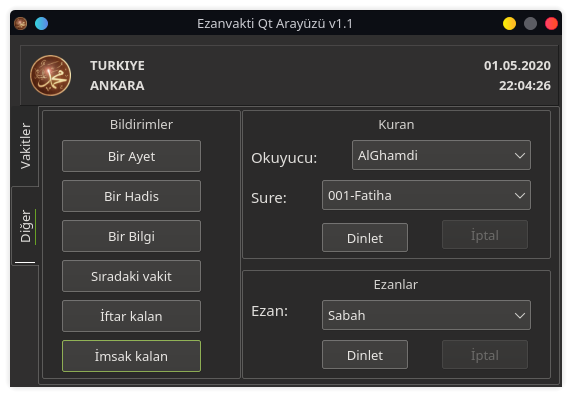 Ezanvakti Qt Arayüzü v1.1
TURKIYE
ANKARA
01.05.2020
22:04:26
Vakitler
Diğer
Bildirimler
Bir Ayet
Bir Hadis
Bir Bilgi
Sıradaki vakit
İftar kalan
İmsak kalan
Kuran
Okuyucu: AlGhamdi
Sure: 001-Fatiha
Dinlet İptal
Ezanlar
Ezan: Sabah
Dinlet İptal